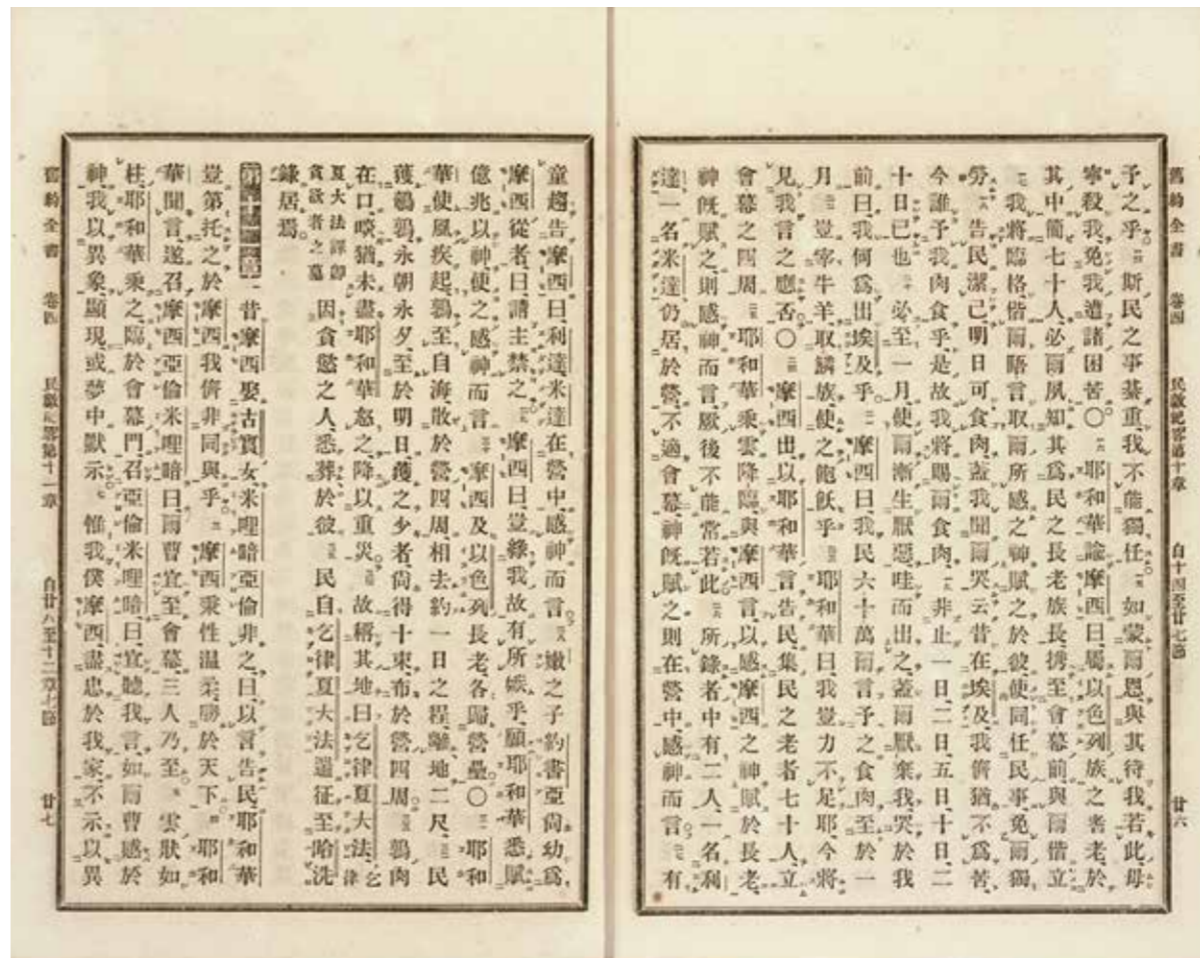 舊約全書 卷四 民數紀畧第十章 自十四至廿七節 廿六
予之乎、斯民之事綦重、我不能獨任、如蒙爾恩、與其待我若此、毋
寧殺我、免我遭諸困苦、〇耶和華諭摩西曰、屬以色列族之耆老、於
其中簡七十人、必爾夙知其爲民之長老族長、携至會幕前、與爾偕立
我將臨格、偕爾晤言、取爾所感之神、賦之於彼、使同任民事、免爾獨
勞、告民潔己、明日可食肉、蓋我聞爾哭云、昔在埃及、我儕猶不爲苦、
今誰予我肉食乎、是故我將賜爾食肉、非止一日、二日、五日、十日、二
十日已也、必至一月、使爾漸生厭惡、哇而出之、蓋爾厭棄我、哭於我
前曰、我何爲出埃及乎、摩西曰、我民六十萬、爾言予之食肉、至於一
月、豈宰牛羊、取鱗族、使之飽飫乎、耶和華曰、我豈力不足耶、今將
見我言之應否、〇摩西出、以耶和華言告民、集民之老者七十人、立
會幕之四周、耶和華乘雲降臨、與摩西言、以感摩西之神、賦於長老、
神旣賦之、則感神而言、厥後不能常若此、所錄者中有二人、一名利
達、一名米達、仍居於營、不適會幕、神旣賦之、則在營中、感神而言、有
童趨告摩西曰、利達米達在營中、感神而言、嫩之子約書亞、尙幼、爲
摩西從者、曰、請主禁之、摩西曰、豈緣我故、有所嫉乎、願耶和華悉賦
億兆以神、使之感神而言、摩西及以色列長老、各歸營壘、〇耶和
華使風疾起、鶉至自海、散於營四周、相去約一日之程、離地二尺、民
蒦鵪鶉、永朝永夕、至於明日、蒦之少者、尙得十束、布於營四周、鶉肉
在口、啖猶未盡、耶和華怒之、降以重災、故稱其地曰乞律夏大法、乞律
夏大法譯卽
貪欲者之墓 因貪慾之人、悉葬於彼、民自乞律夏大法遄征、至哈洗
錄居焉、
第十二章 一 昔摩西娶古實女、米哩暗亞倫非之、曰、以言告民、耶和華
豈第托之於摩西、我儕非同與乎、摩西秉性温柔、勝於天下、耶和
華聞言、遂召摩西亞倫米哩暗曰、爾曹宜至會幕、三人乃至、雲狀如
柱、耶和華乘之、臨於會幕門、召亞倫米哩暗曰、宜聽我言、如爾曹感於
神、我以異象顯現、或夢中默示、惟我僕摩西、盡忠於我家、不示以異
舊約全書 卷四 民數紀畧第十一章 自廿八至十二章七節 廿七